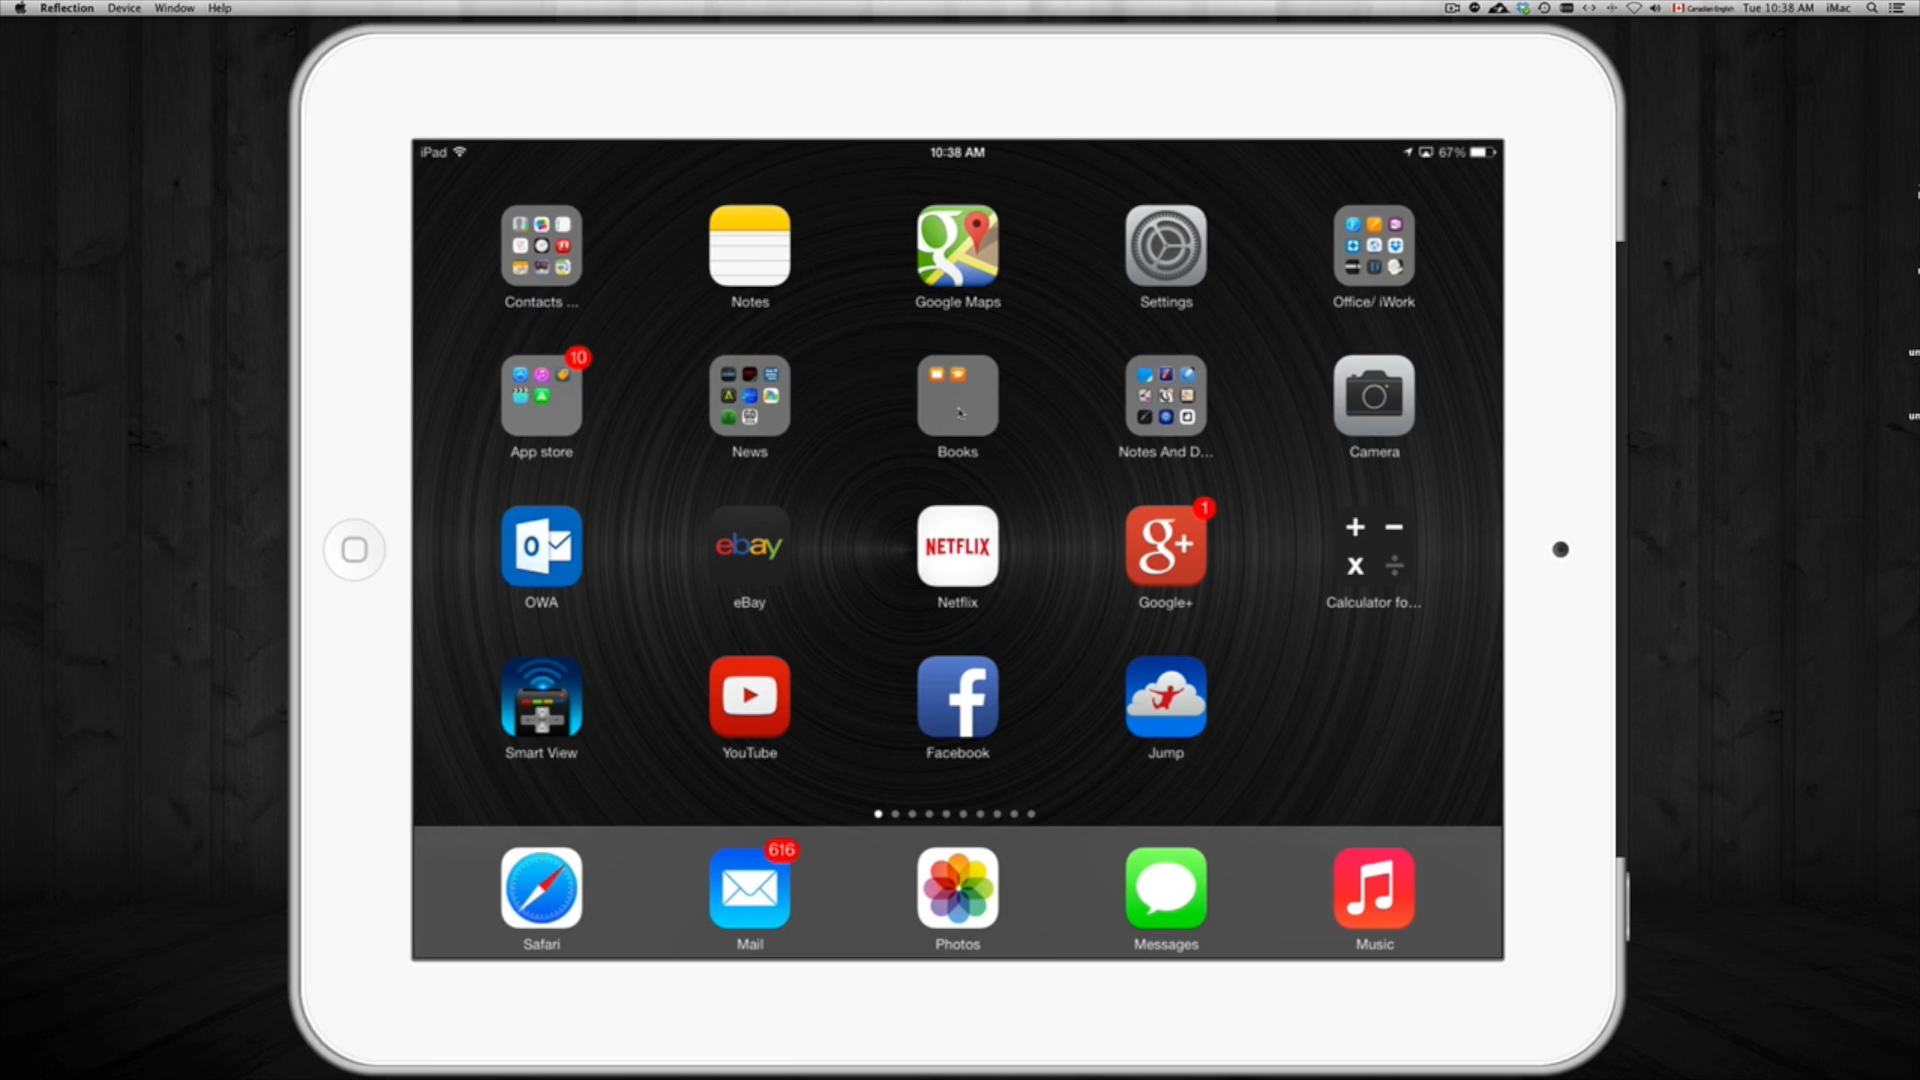 Reflection Device Window Help
Canadian English Tue 10:38 AM iMac
iPad 10:38 AM 67%
Contacts ... Notes Google Maps Settings Office/ iWork
10
App store News Books Notes And D... Camera
1
ebay NETFLIX g+ + − x ÷
OWA eBay Netflix Google+ Calculator fo...
Smart View YouTube Facebook Jump
616
Safari Mail Photos Messages Music